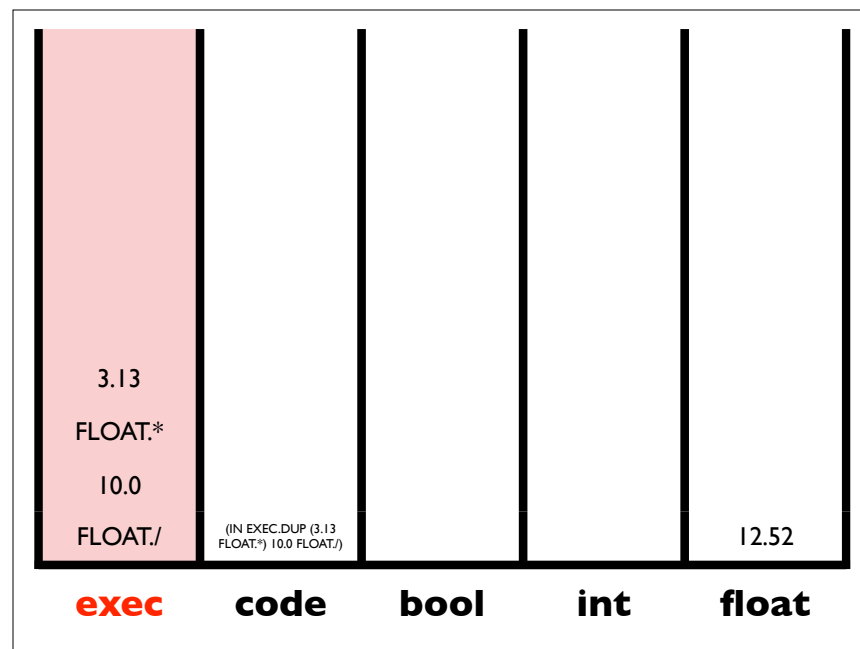 3.13
FLOAT.*
10.0
FLOAT./
(IN EXEC.DUP (3.13
FLOAT.*) 10.0 FLOAT./)
12.52
exec code bool int float